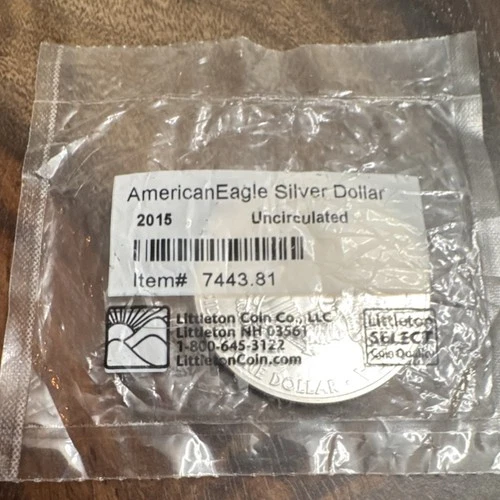 AmericanEagle Silver Dollar
2015 Uncirculated
Item# 7443.81
Littleton Coin Co., LLC
Littleton NH 03561
1-800-645-3122
LittletonCoin.com
Littleton
SELECT
Coin Quality
DOLLAR